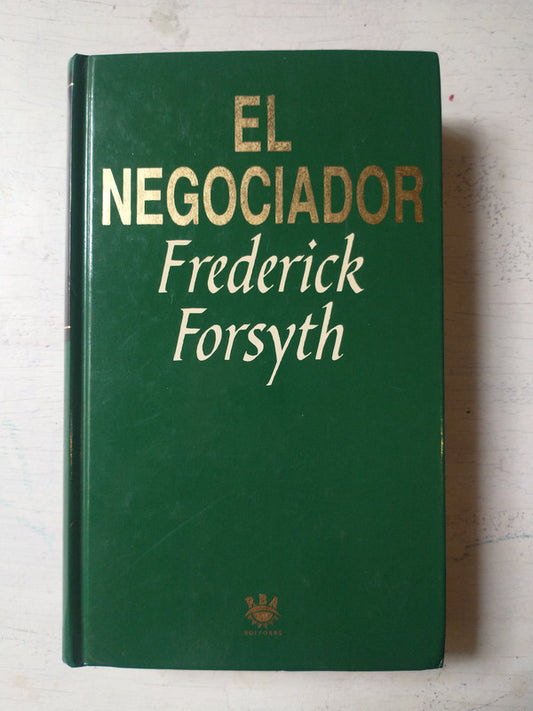 EL
NEGOCIADOR
Frederick
Forsyth
RBA
EDITORES